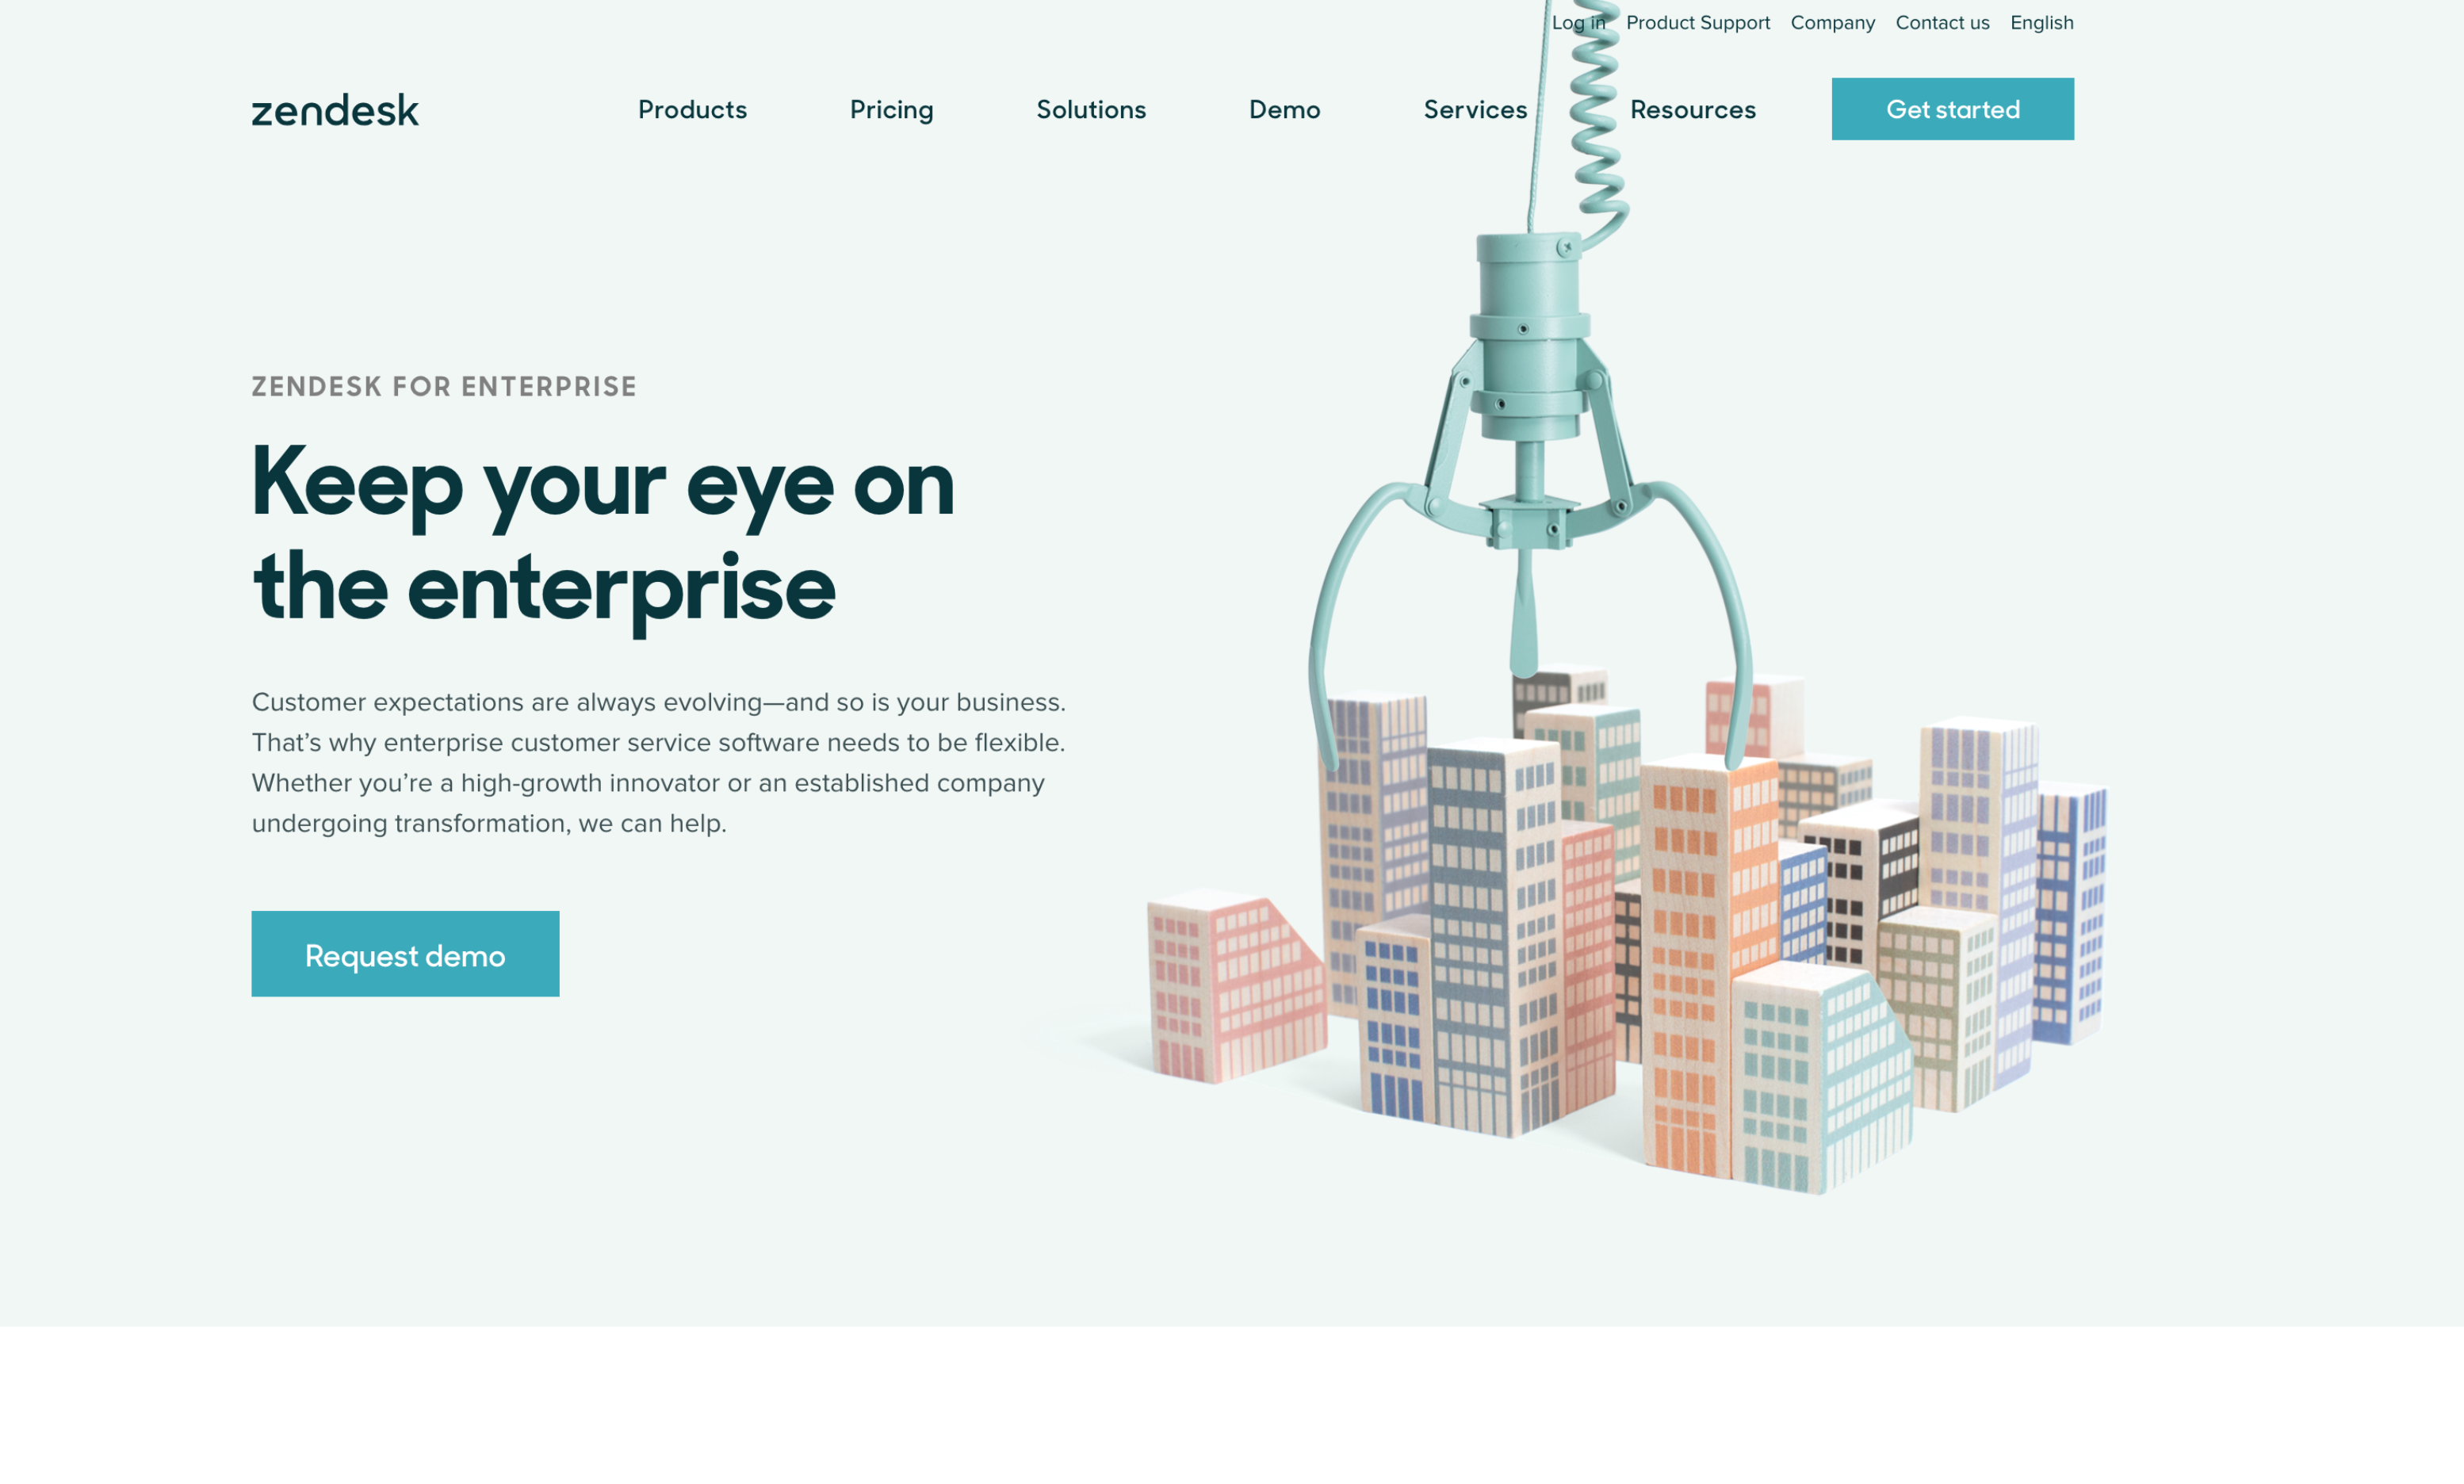 Log in Product Support Company Contact us English
zendesk Products Pricing Solutions Demo Services Resources Get started
ZENDESK FOR ENTERPRISE
Keep your eye on
the enterprise
Customer expectations are always evolving—and so is your business.
That’s why enterprise customer service software needs to be flexible.
Whether you’re a high-growth innovator or an established company
undergoing transformation, we can help.
Request demo